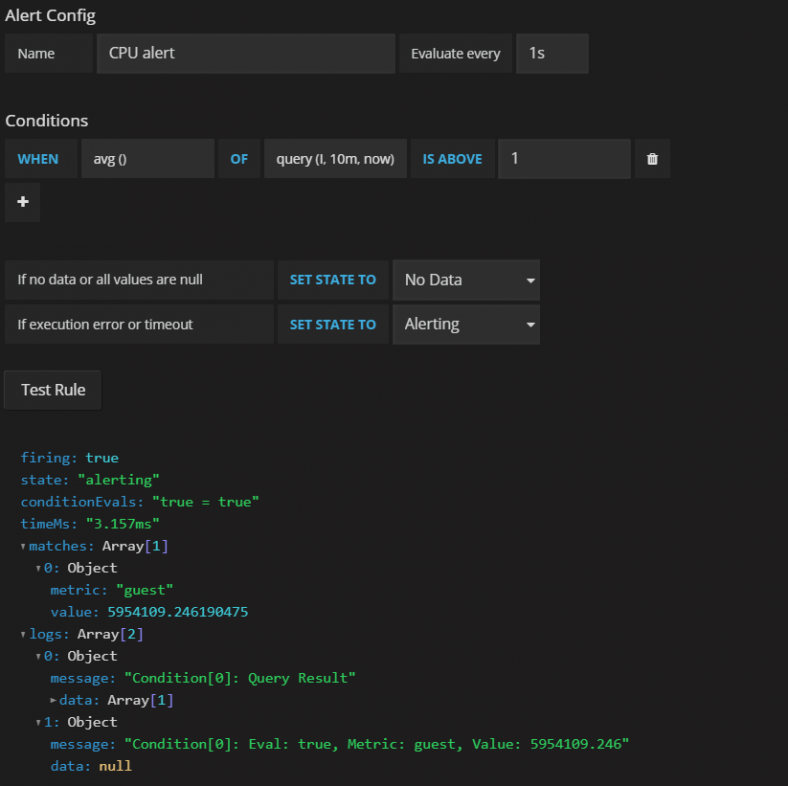 Alert Config
Name CPU alert Evaluate every 1s
Conditions
WHEN avg () OF query (I, 10m, now) IS ABOVE 1
+
If no data or all values are null SET STATE TO No Data
If execution error or timeout SET STATE TO Alerting
Test Rule
firing: true
state: "alerting"
conditionEvals: "true = true"
timeMs: "3.157ms"
matches: Array[1]
0: Object
metric: "guest"
value: 5954109.246190475
logs: Array[2]
0: Object
message: "Condition[0]: Query Result"
data: Array[1]
1: Object
message: "Condition[0]: Eval: true, Metric: guest, Value: 5954109.246"
data: null